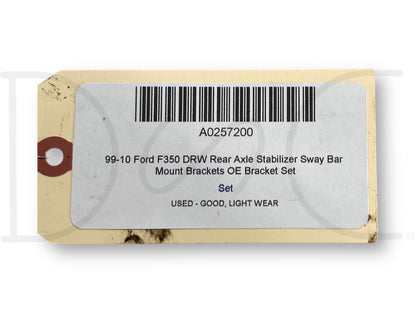 A0257200
99-10 Ford F350 DRW Rear Axle Stabilizer Sway Bar
Mount Brackets OE Bracket Set
Set
USED - GOOD, LIGHT WEAR